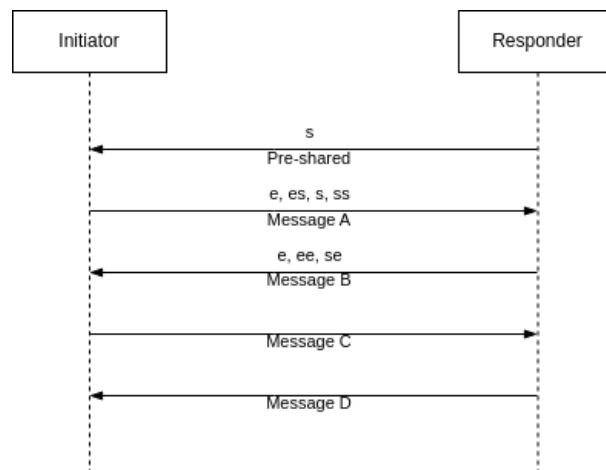 Initiator
Responder
s
Pre-shared
e, es, s, ss
Message A
e, ee, se
Message B
Message C
Message D